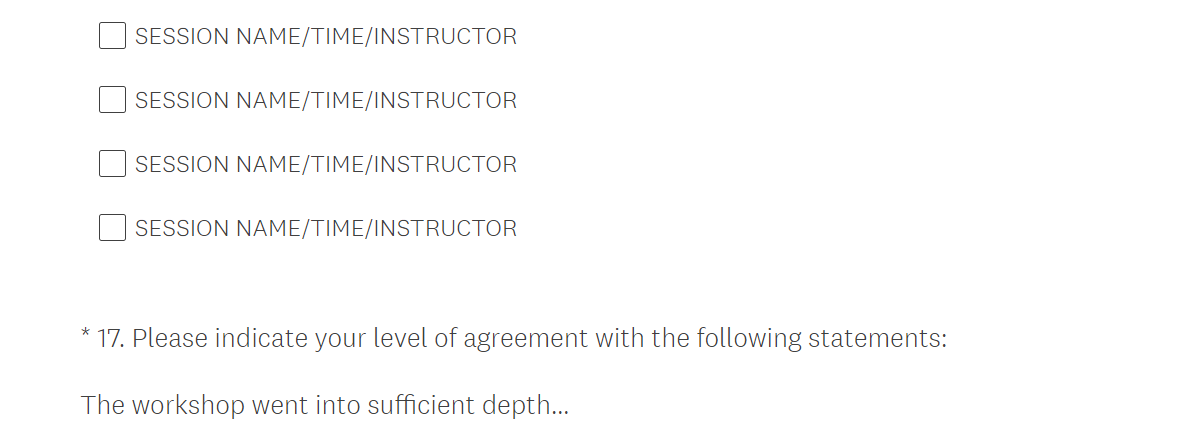 SESSION NAME/TIME/INSTRUCTOR
SESSION NAME/TIME/INSTRUCTOR
SESSION NAME/TIME/INSTRUCTOR
SESSION NAME/TIME/INSTRUCTOR
* 17. Please indicate your level of agreement with the following statements:
The workshop went into sufficient depth...